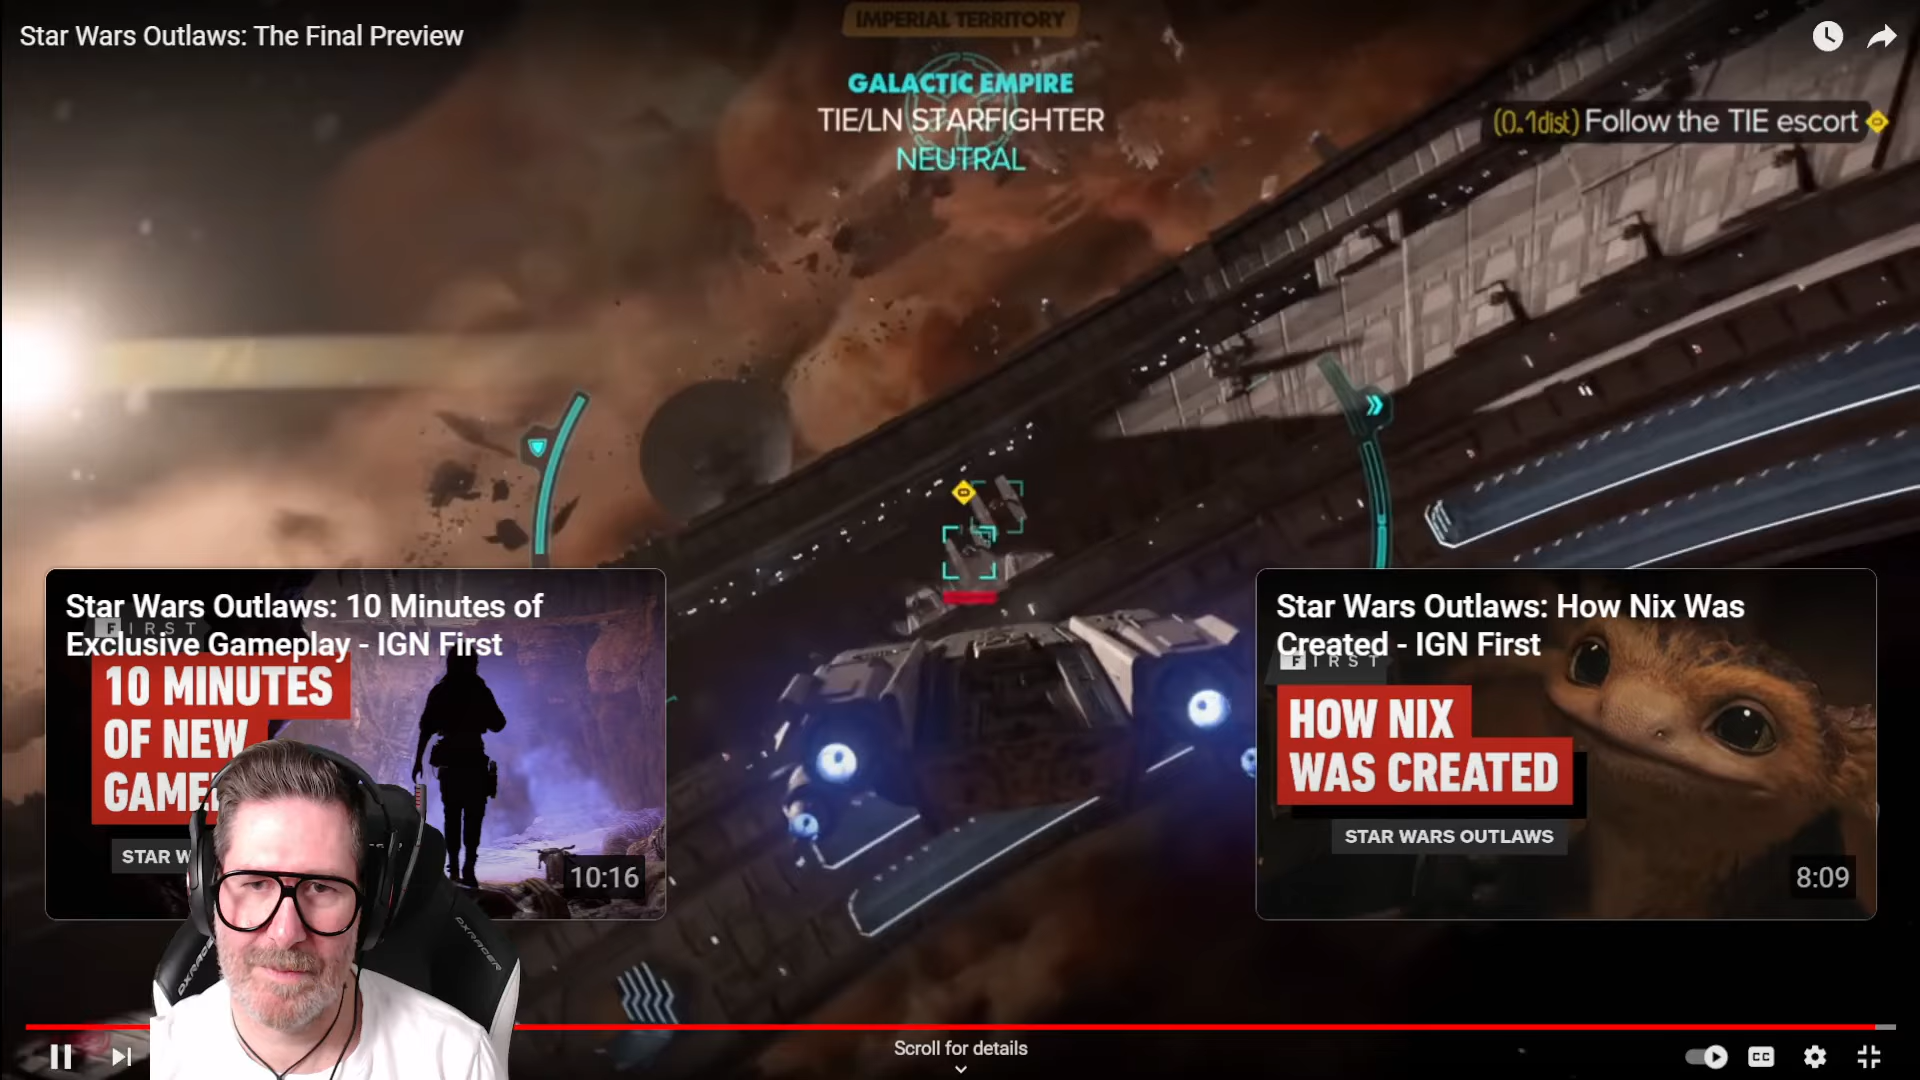 Star Wars Outlaws: The Final Preview
IMPERIAL TERRITORY
GALACTIC EMPIRE
TIE/LN STARFIGHTER
NEUTRAL
(0.1dist) Follow the TIE escort
Star Wars Outlaws: 10 Minutes of
Exclusive Gameplay - IGN First
FIRST
10 MINUTES
OF NEW
GAME
STAR W
10:16
Star Wars Outlaws: How Nix Was
Created - IGN First
FIRST
HOW NIX
WAS CREATED
STAR WARS OUTLAWS
8:09
DXRACER
DXRACER
Scroll for details
CC